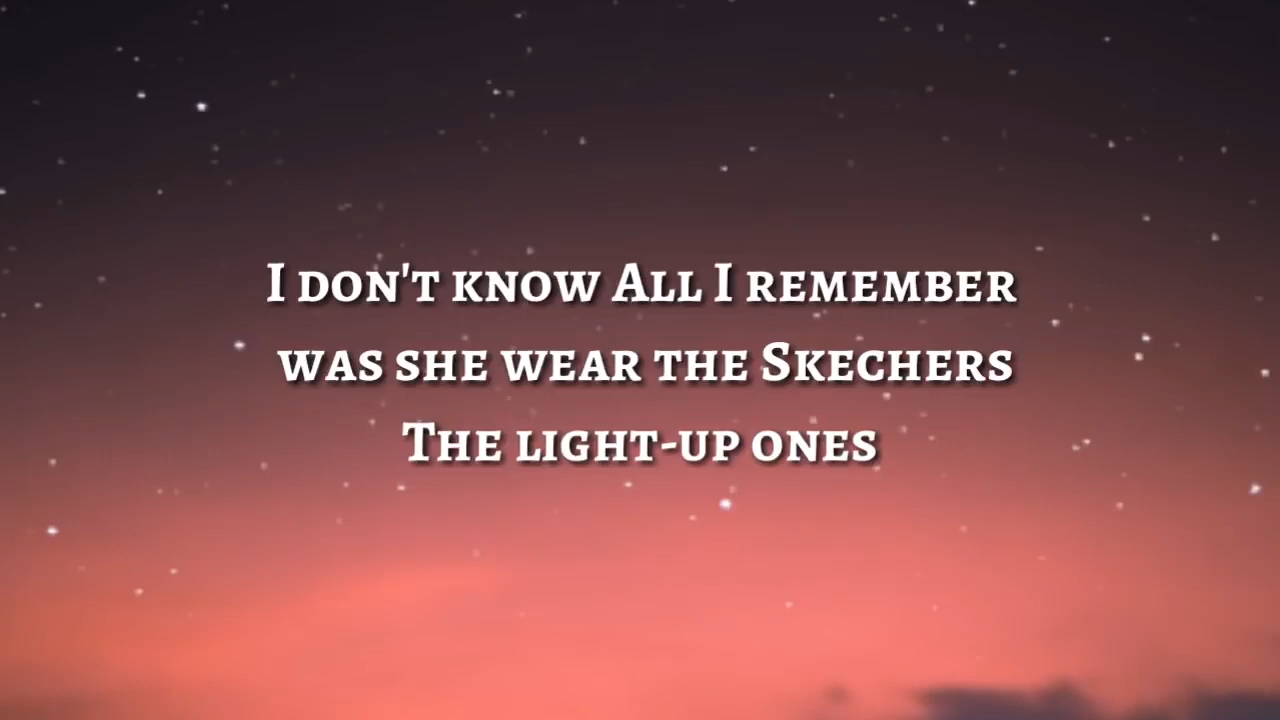 I don't know All I remember
was she wear the Skechers
The light-up ones